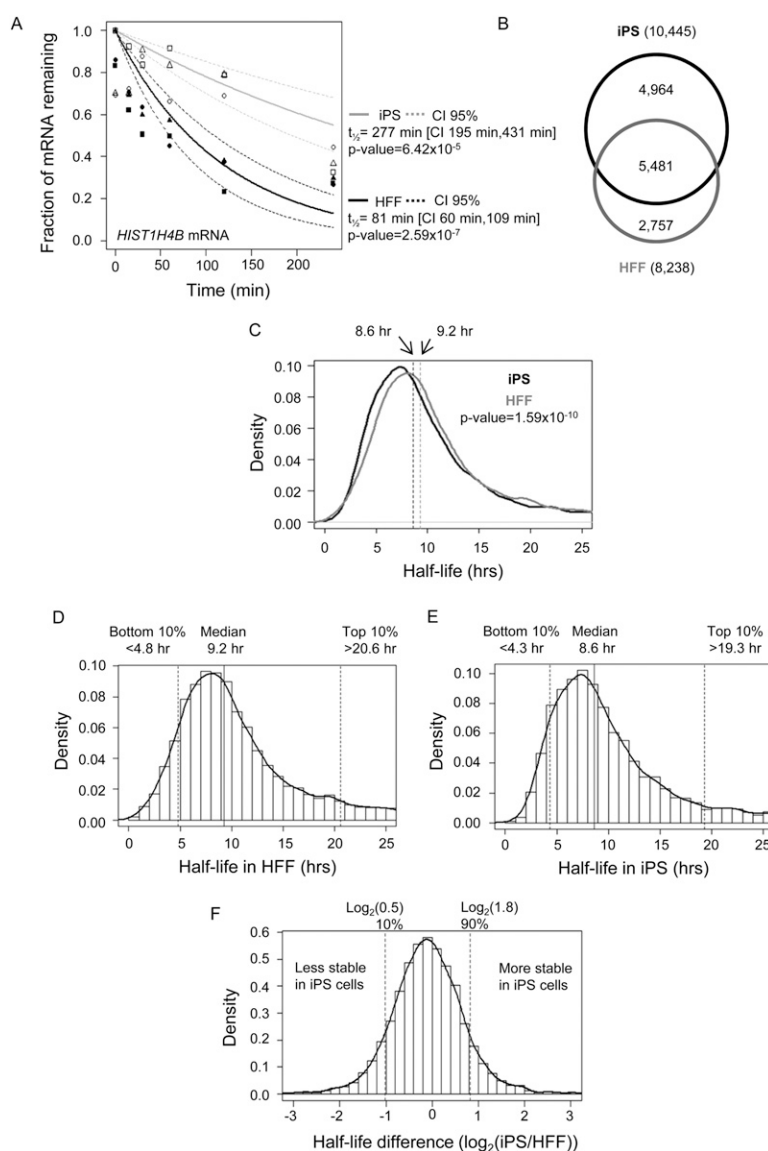 A
Fraction of mRNA remaining
1.0
0.8
0.6
0.4
0.2
0.0
HIST1H4B mRNA
0
50
100
150
200
Time (min)
iPS CI 95%
t½= 277 min [CI 195 min,431 min]
p-value=6.42x10⁻⁵
HFF CI 95%
t½= 81 min [CI 60 min,109 min]
p-value=2.59x10⁻⁷
B
iPS (10,445)
4,964
5,481
2,757
HFF (8,238)
C
8.6 hr
9.2 hr
Density
0.10
0.08
0.06
0.04
0.02
0.00
iPS
HFF
p-value=1.59x10⁻¹⁰
0
5
10
15
20
25
Half-life (hrs)
D
Bottom 10%
<4.8 hr
Median
9.2 hr
Top 10%
>20.6 hr
Density
0.10
0.08
0.06
0.04
0.02
0.00
0
5
10
15
20
25
Half-life in HFF (hrs)
E
Bottom 10%
<4.3 hr
Median
8.6 hr
Top 10%
>19.3 hr
Density
0.10
0.08
0.06
0.04
0.02
0.00
0
5
10
15
20
25
Half-life in iPS (hrs)
F
Log₂(0.5)
10%
Log₂(1.8)
90%
Density
0.6
0.5
0.4
0.3
0.2
0.1
0.0
Less stable
in iPS cells
More stable
in iPS cells
-3
-2
-1
0
1
2
3
Half-life difference (log₂(iPS/HFF))